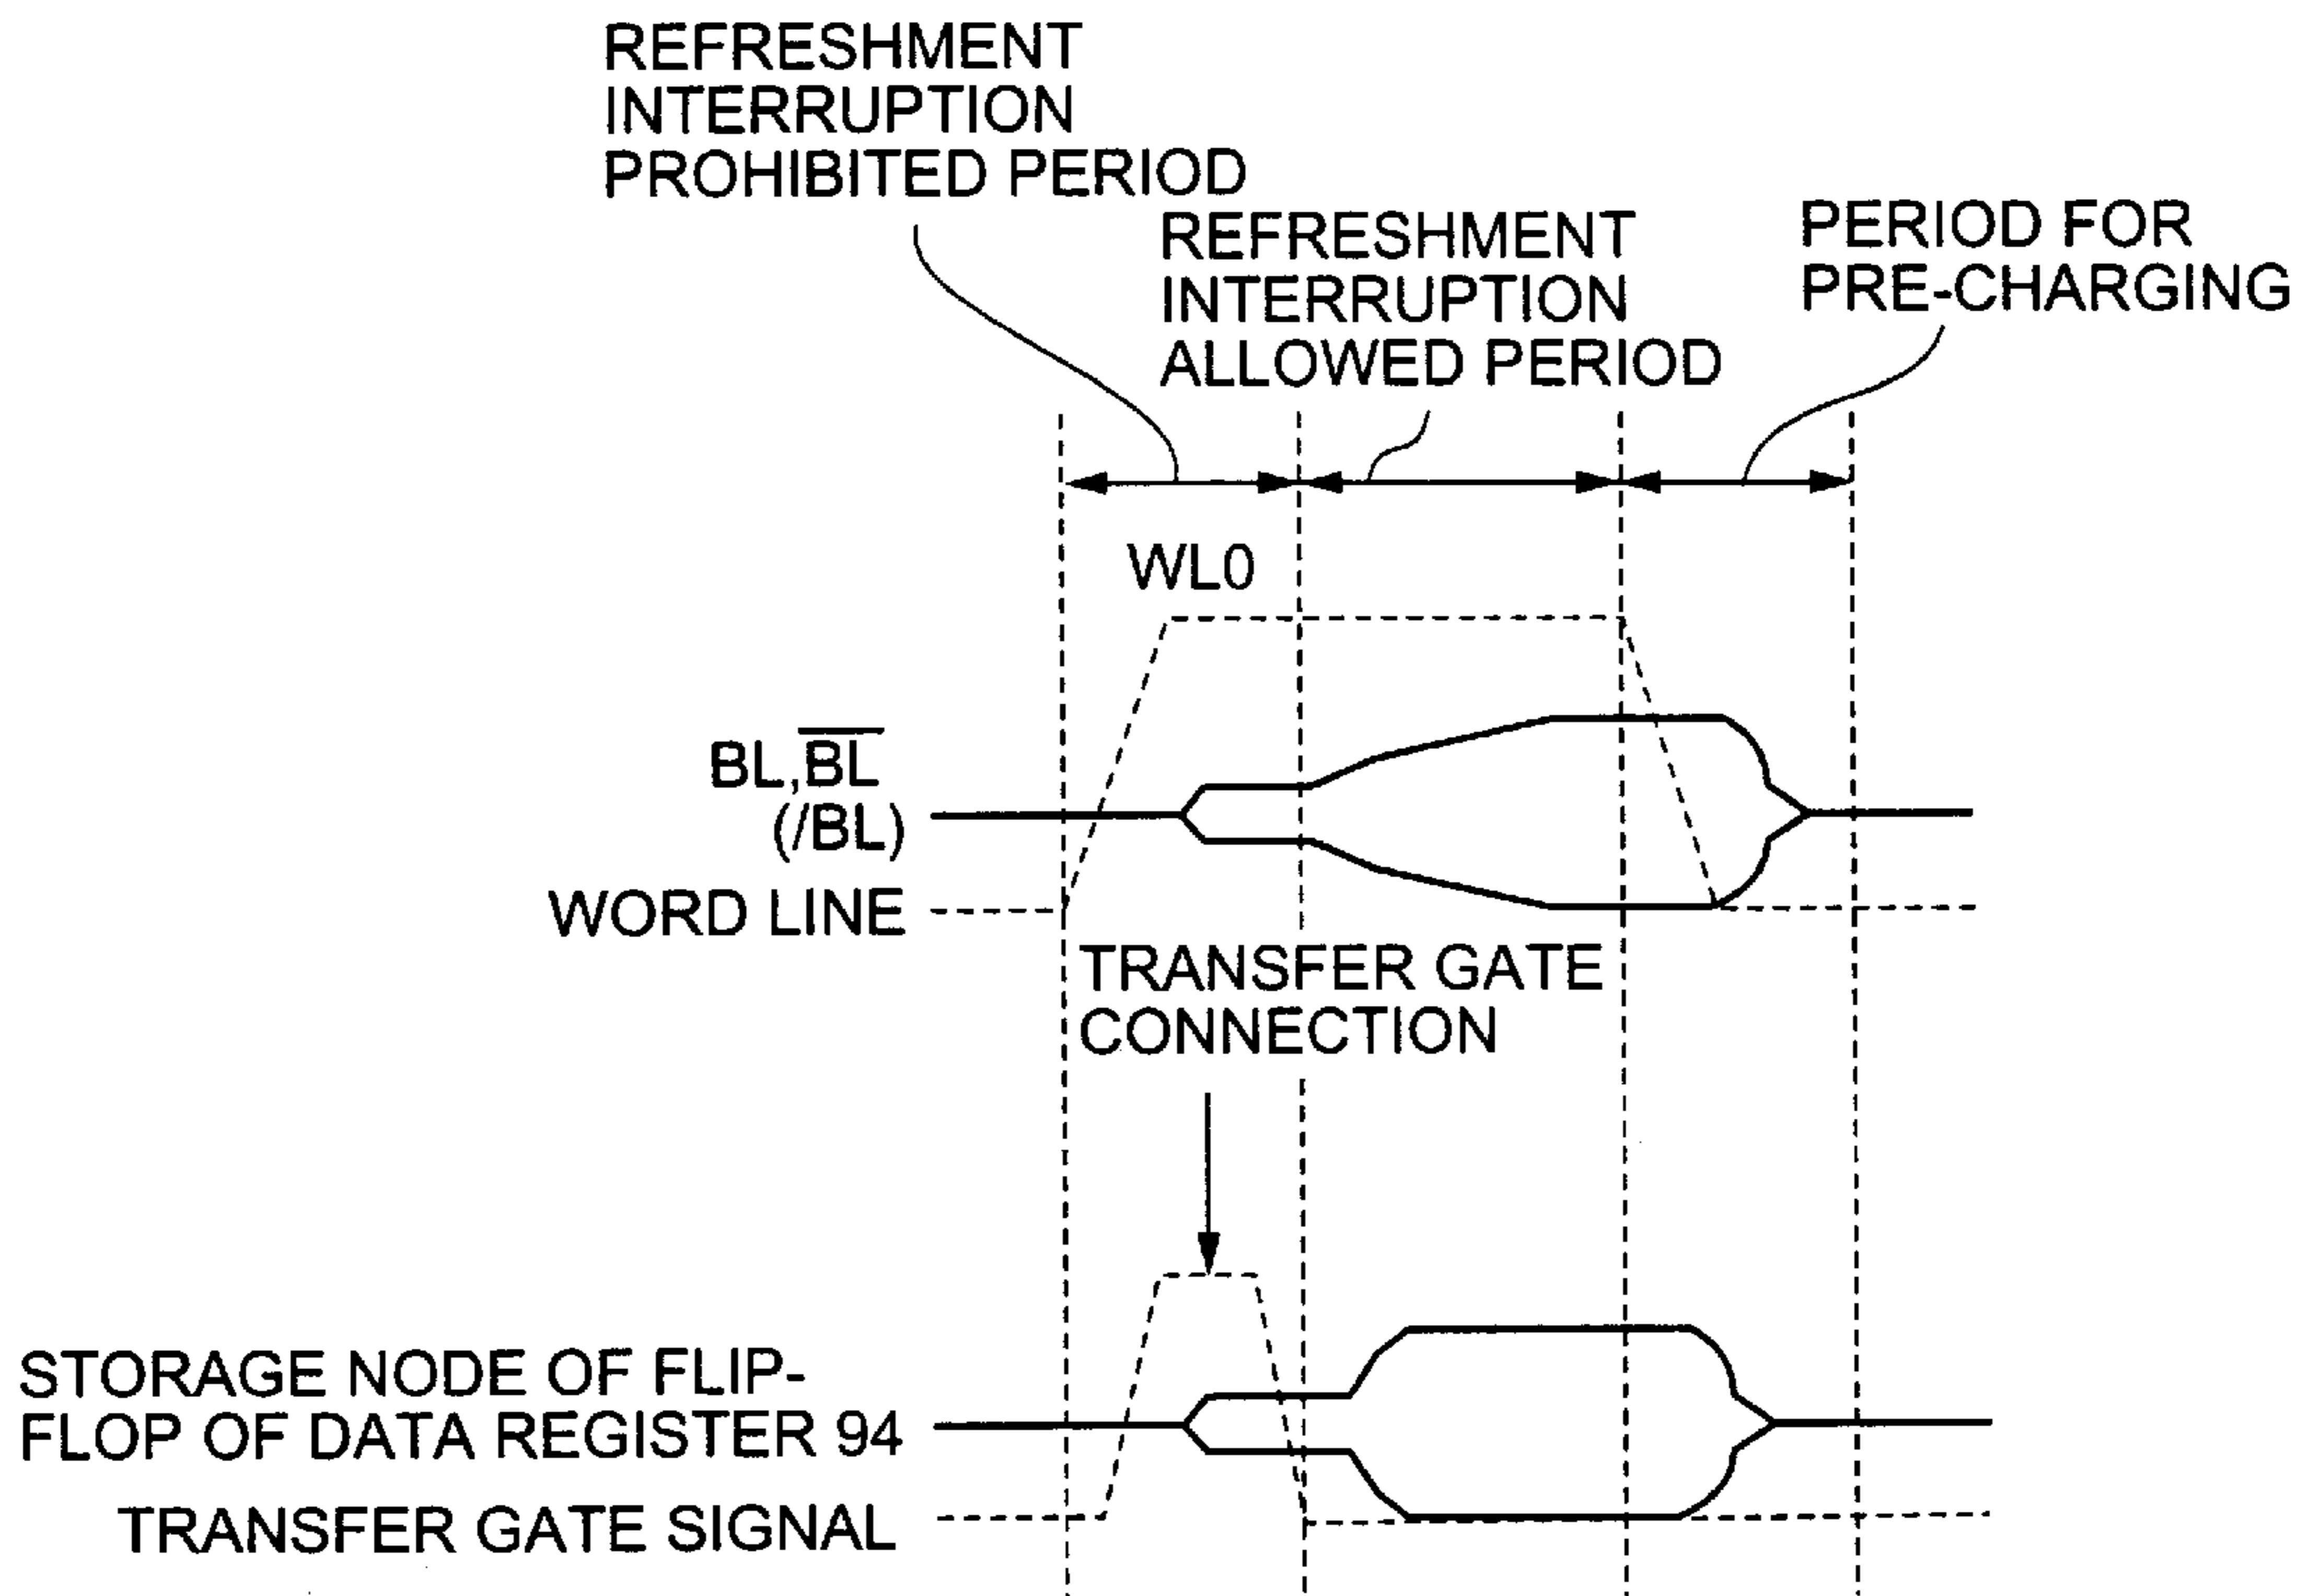 REFRESHMENT
INTERRUPTION
PROHIBITED PERIOD
REFRESHMENT
INTERRUPTION
ALLOWED PERIOD
PERIOD FOR
PRE-CHARGING
WL0
BL, B̅L̅
(/BL)
WORD LINE
TRANSFER GATE
CONNECTION
STORAGE NODE OF FLIP-
FLOP OF DATA REGISTER 94
TRANSFER GATE SIGNAL